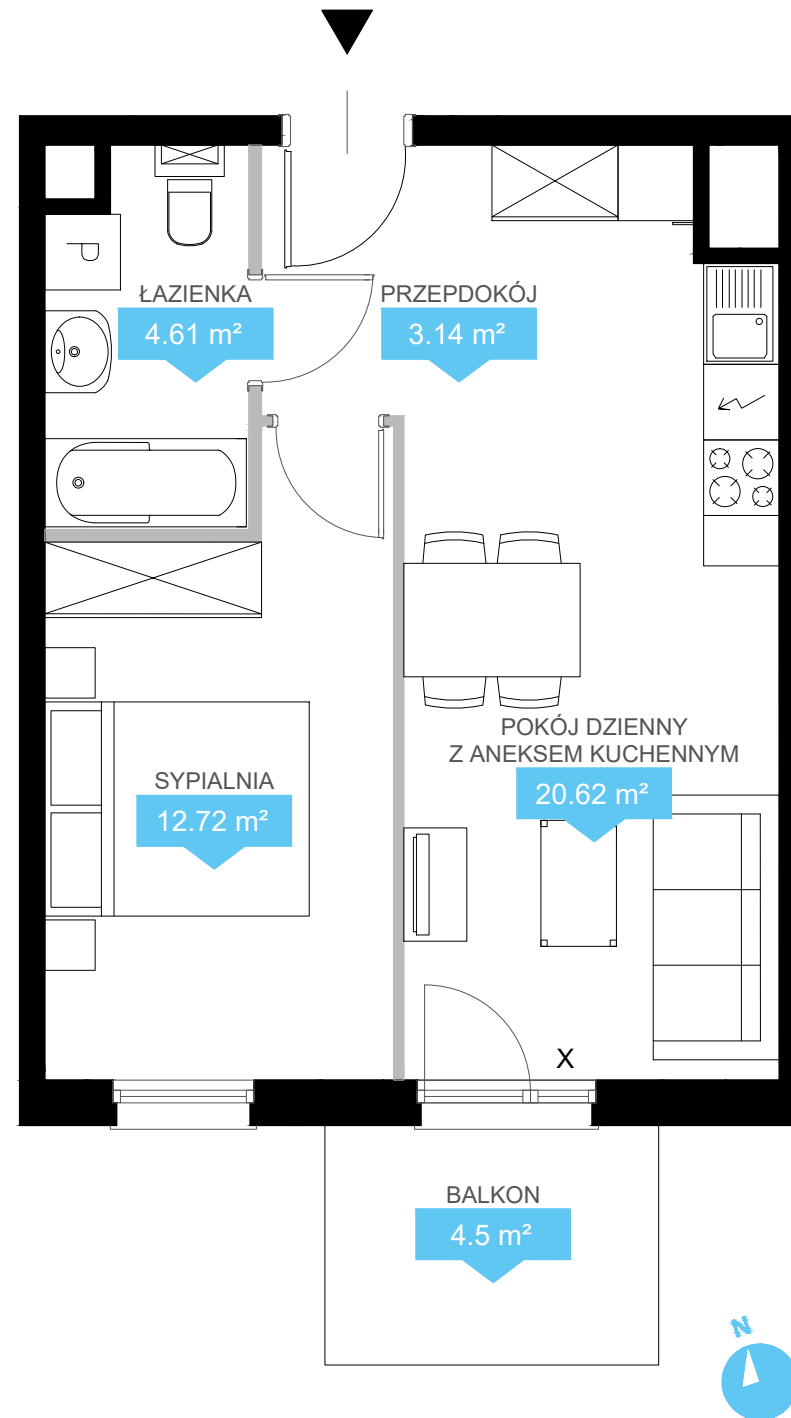 ŁAZIENKA
4.61 m²
PRZEPDOKÓJ
3.14 m²
P
POKÓJ DZIENNY
Z ANEKSEM KUCHENNYM
20.62 m²
SYPIALNIA
12.72 m²
X
BALKON
4.5 m²
N